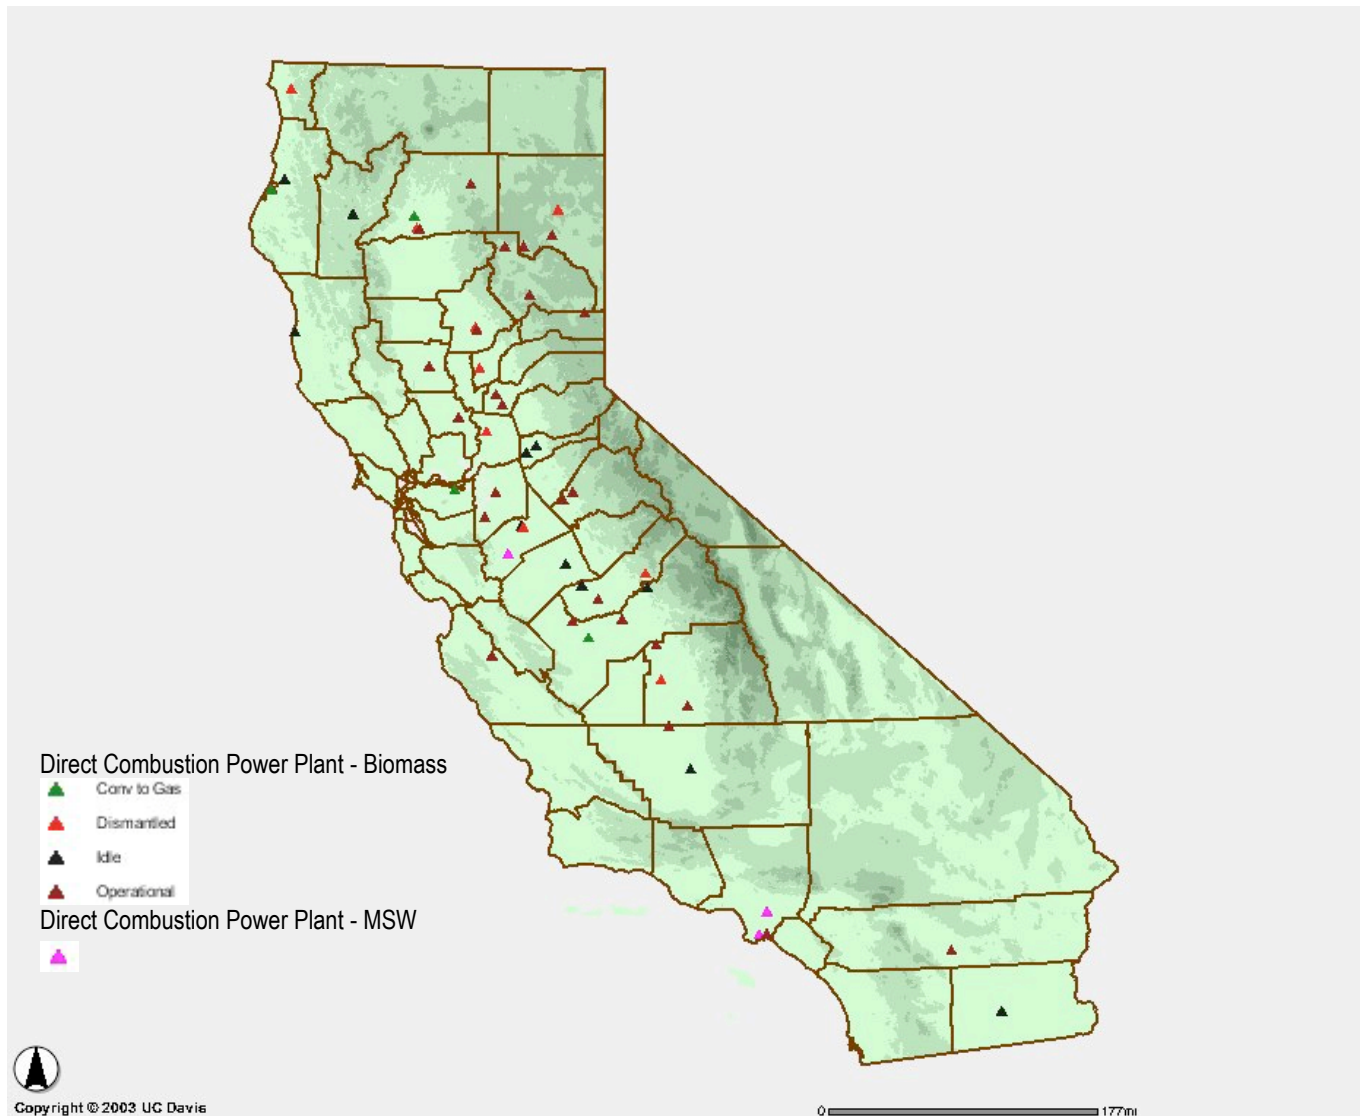 Direct Combustion Power Plant - Biomass
Conv to Gas
Dismantled
Idle
Operational
Direct Combustion Power Plant - MSW
Copyright © 2003 UC Davis
0 177mi